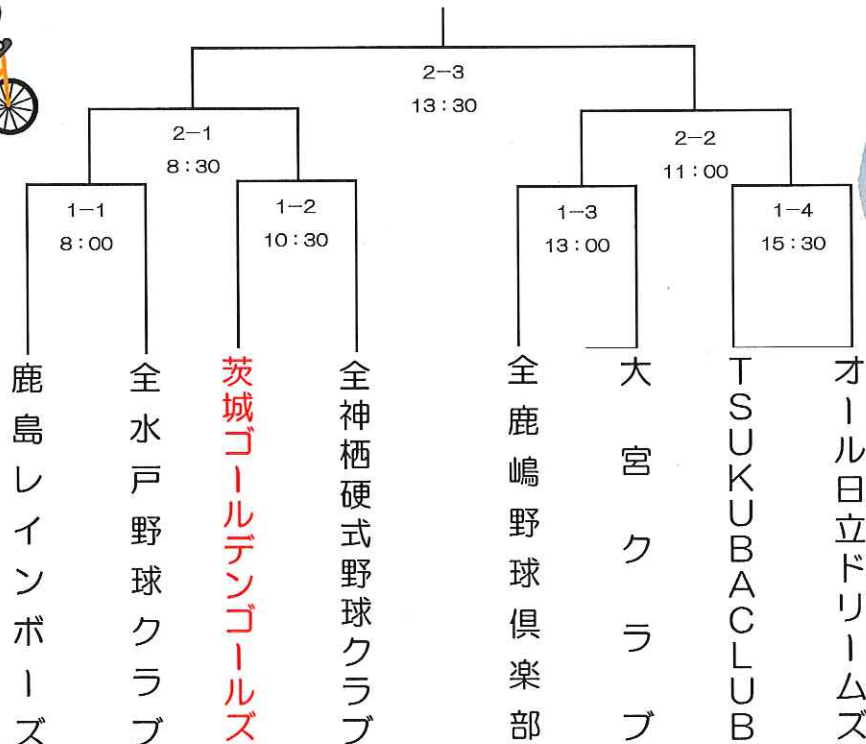 2-3
13:30
2-1
8:30
2-2
11:00
1-1
8:00
1-2
10:30
1-3
13:00
1-4
15:30
鹿島レインボーズ
全水戸野球クラブ
茨城ゴールデンゴールズ
全神栖硬式野球クラブ
全鹿嶋野球倶楽部
大宮クラブ
TSUKUBACLUB
オール日立ドリームズ